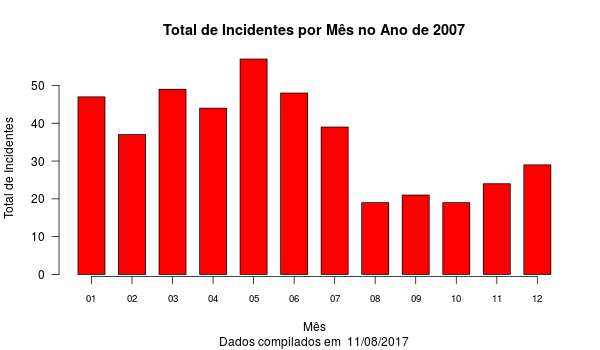 Total de Incidentes por Mês no Ano de 2007
Total de Incidentes
50
40
30
20
10
0
01 02 03 04 05 06 07 08 09 10 11 12
Mês
Dados compilados em 11/08/2017